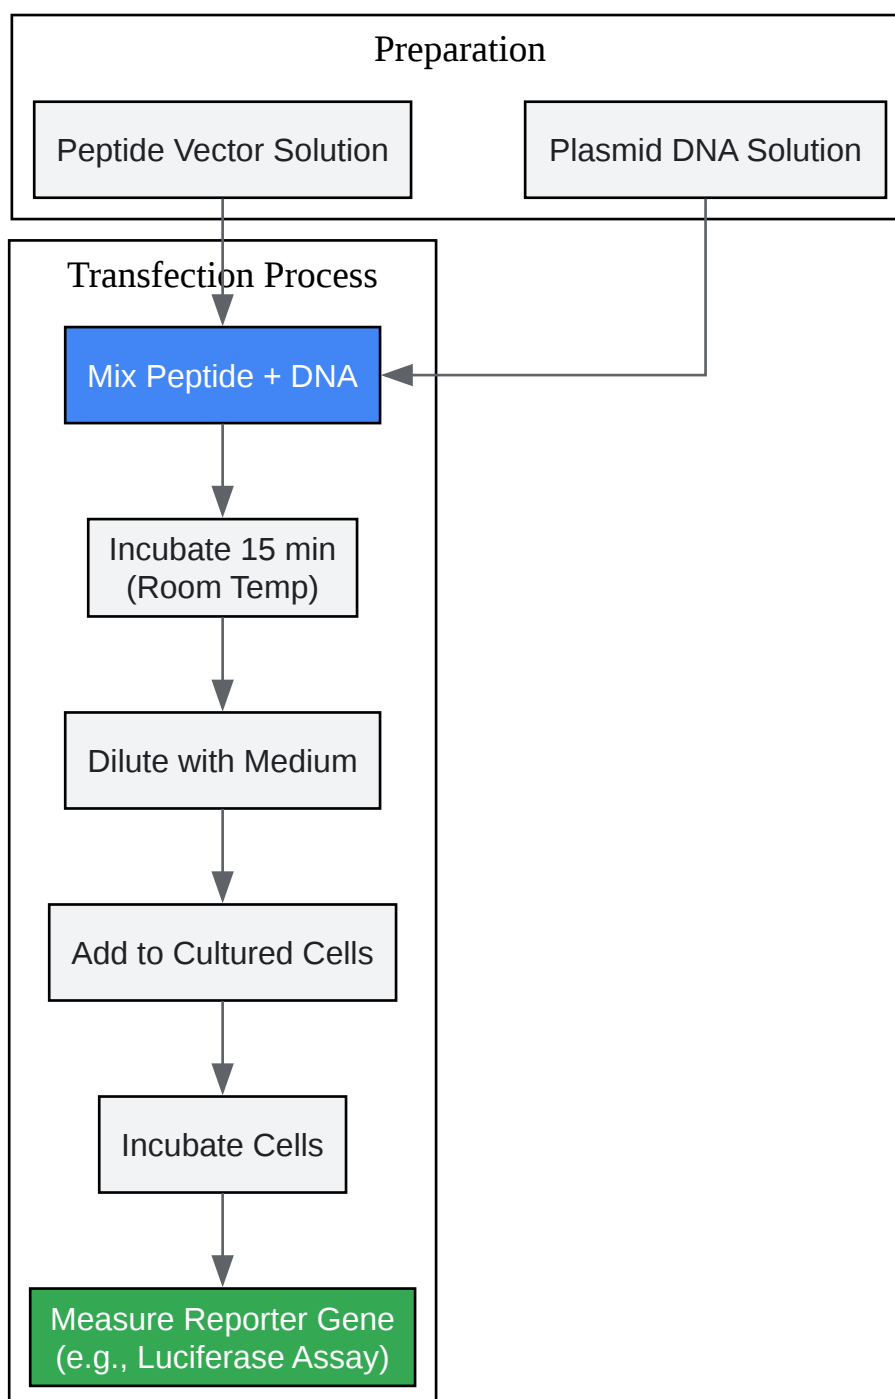 Preparation
Peptide Vector Solution
Plasmid DNA Solution
Transfection Process
Mix Peptide + DNA
Incubate 15 min
(Room Temp)
Dilute with Medium
Add to Cultured Cells
Incubate Cells
Measure Reporter Gene
(e.g., Luciferase Assay)